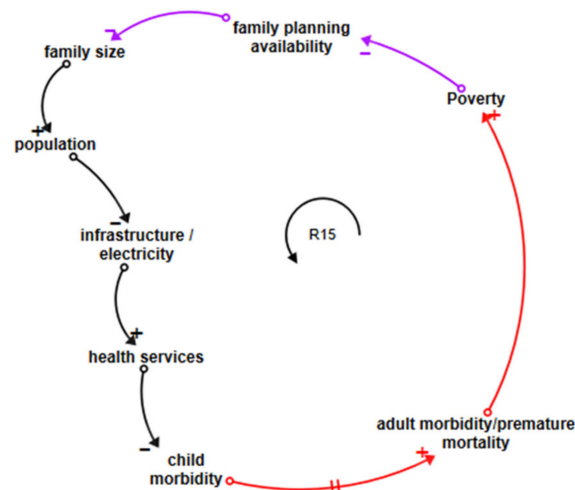 family planning
availability
family size
Poverty
population
infrastructure /
electricity
R15
health services
adult morbidity/premature
mortality
child
morbidity